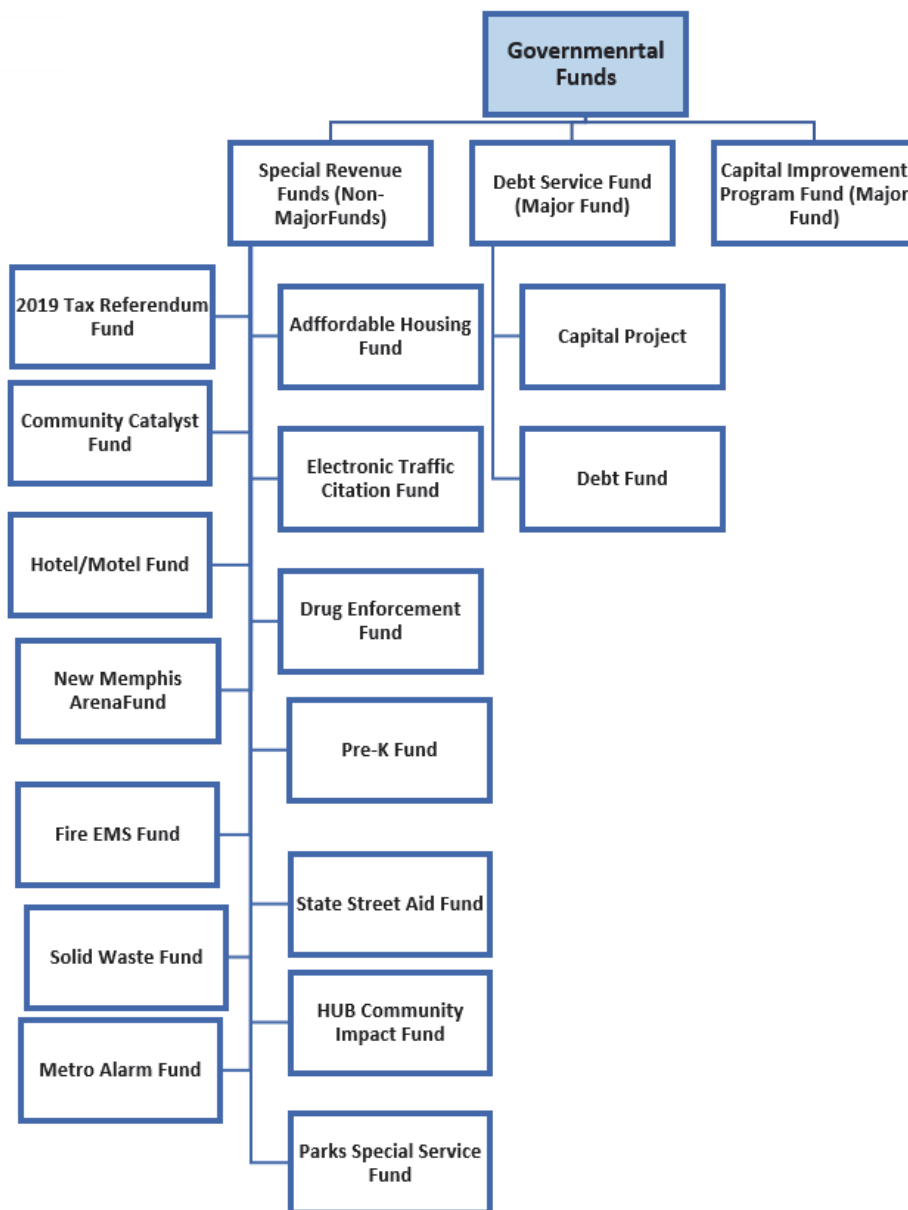 Governmenrtal
Funds
Special Revenue
Funds (Non-
MajorFunds)
Debt Service Fund
(Major Fund)
Capital Improvement
Program Fund (Major
Fund)
2019 Tax Referendum
Fund
Adffordable Housing
Fund
Capital Project
Community Catalyst
Fund
Electronic Traffic
Citation Fund
Debt Fund
Hotel/Motel Fund
Drug Enforcement
Fund
New Memphis
ArenaFund
Pre-K Fund
Fire EMS Fund
State Street Aid Fund
Solid Waste Fund
HUB Community
Impact Fund
Metro Alarm Fund
Parks Special Service
Fund